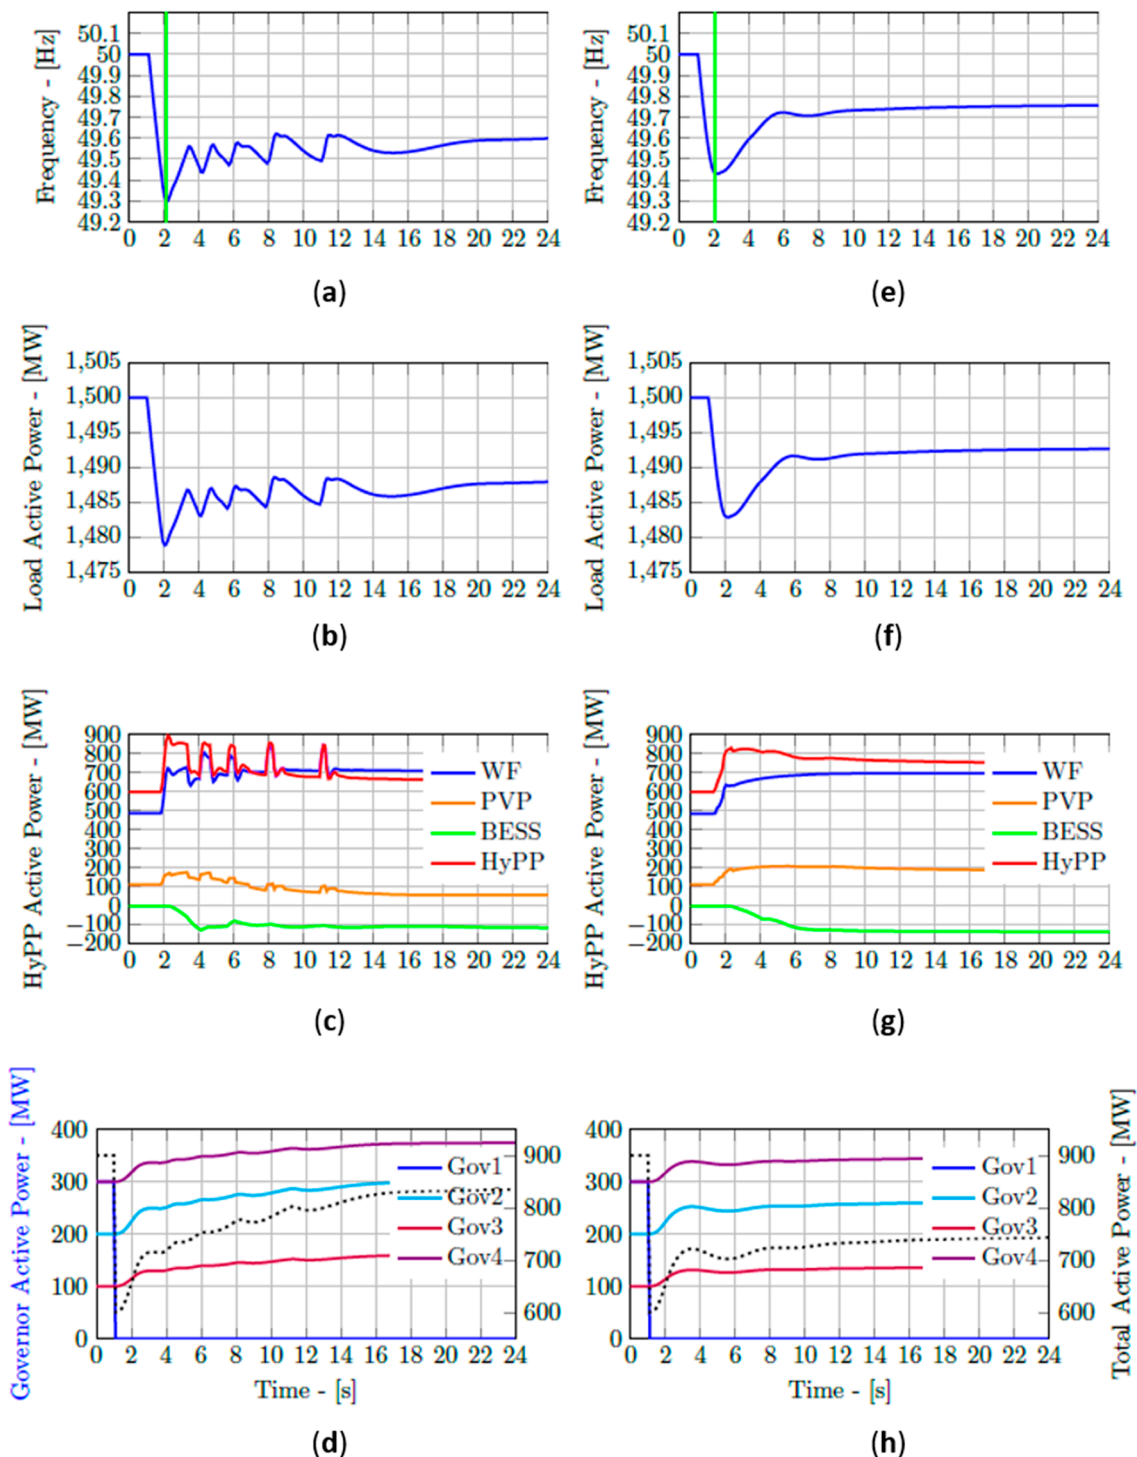 Frequency - [Hz]
50.1
50
49.9
49.8
49.7
49.6
49.5
49.4
49.3
49.2
0 2 4 6 8 10 12 14 16 18 20 22 24
(a)
Frequency - [Hz]
50.1
50
49.9
49.8
49.7
49.6
49.5
49.4
49.3
49.2
0 2 4 6 8 10 12 14 16 18 20 22 24
(e)
Load Active Power - [MW]
1,505
1,500
1,495
1,490
1,485
1,480
1,475
0 2 4 6 8 10 12 14 16 18 20 22 24
(b)
Load Active Power - [MW]
1,505
1,500
1,495
1,490
1,485
1,480
1,475
0 2 4 6 8 10 12 14 16 18 20 22 24
(f)
HyPP Active Power - [MW]
900
800
700
600
500
400
300
200
100
0
−100
−200
WF
PVP
BESS
HyPP
0 2 4 6 8 10 12 14 16 18 20 22 24
(c)
HyPP Active Power - [MW]
900
800
700
600
500
400
300
200
100
0
−100
−200
WF
PVP
BESS
HyPP
0 2 4 6 8 10 12 14 16 18 20 22 24
(g)
Governor Active Power - [MW]
400
300
200
100
0
Gov1
Gov2
Gov3
Gov4
900
800
700
600
0 2 4 6 8 10 12 14 16 18 20 22 24
Time - [s]
(d)
400
300
200
100
0
Gov1
Gov2
Gov3
Gov4
900
800
700
600
Total Active Power - [MW]
0 2 4 6 8 10 12 14 16 18 20 22 24
Time - [s]
(h)